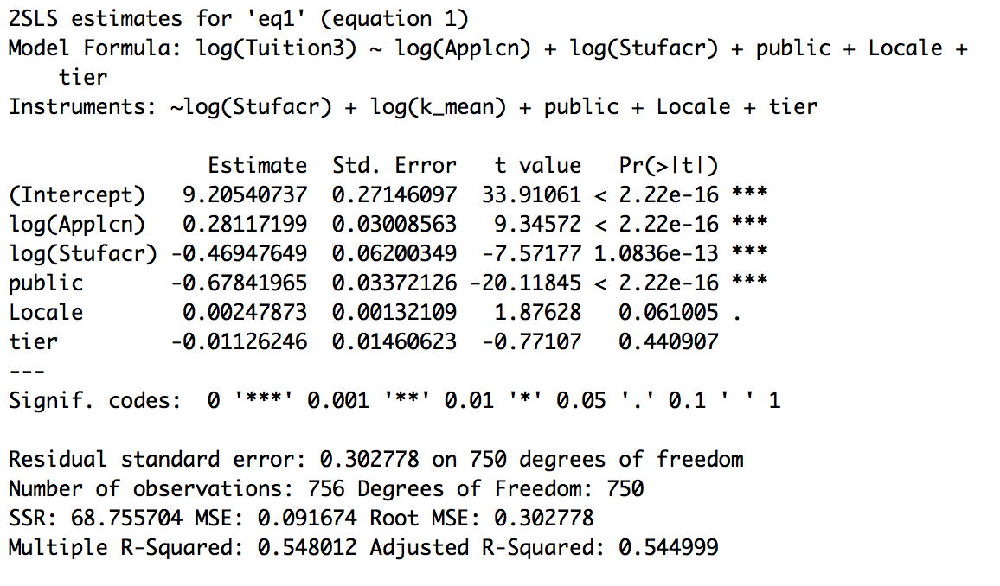 2SLS estimates for 'eq1' (equation 1)
Model Formula: log(Tuition3) ~ log(Applcn) + log(Stufacr) + public + Locale +
    tier
Instruments: ~log(Stufacr) + log(k_mean) + public + Locale + tier

                Estimate  Std. Error   t value   Pr(>|t|)
(Intercept)   9.20540737  0.27146097  33.91061 < 2.22e-16 ***
log(Applcn)   0.28117199  0.03008563   9.34572 < 2.22e-16 ***
log(Stufacr) -0.46947649  0.06200349  -7.57177 1.0836e-13 ***
public       -0.67841965  0.03372126 -20.11845 < 2.22e-16 ***
Locale        0.00247873  0.00132109   1.87628   0.061005 .
tier         -0.01126246  0.01460623  -0.77107   0.440907
---
Signif. codes:  0 '***' 0.001 '**' 0.01 '*' 0.05 '.' 0.1 ' ' 1

Residual standard error: 0.302778 on 750 degrees of freedom
Number of observations: 756 Degrees of Freedom: 750
SSR: 68.755704 MSE: 0.091674 Root MSE: 0.302778
Multiple R-Squared: 0.548012 Adjusted R-Squared: 0.544999